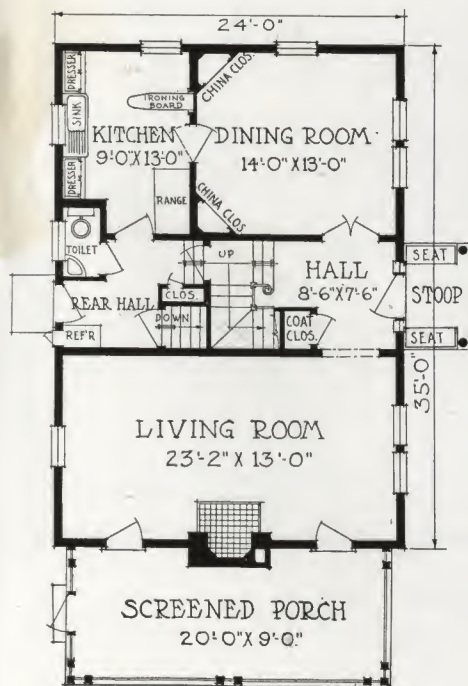 24'-0"
DRESSER
SINK
DRESSER
IRONING
BOARD
KITCHEN
9'-0"X13'-0"
RANGE
CHINA CLOS.
DINING ROOM
14'-0"X13'-0"
CHINA CLOS.
TOILET
REAR HALL
CLOS.
DOWN
REF'R
UP
HALL
8'-6"X7'-6"
COAT
CLOS.
SEAT
STOOP
SEAT
35'-0"
LIVING ROOM
23'-2" X 13'-0"
SCREENED PORCH
20'-0"X 9'-0"